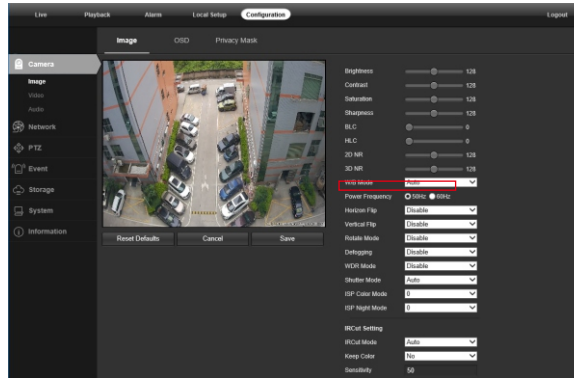 Live Playback Alarm Local Setup Configuration Logout
Image OSD Privacy Mask
Camera
Image
Video
Audio
Network
PTZ
Event
Storage
System
Information
Reset Defaults Cancel Save
Brightness 128
Contrast 128
Saturation 128
Sharpness 128
BLC 0
HLC 0
2D NR 128
3D NR 128
WB Mode Auto
Power Frequency 50Hz 60Hz
Horizon Flip Disable
Vertical Flip Disable
Rotate Mode Disable
Defogging Disable
WDR Mode Disable
Shutter Mode Auto
ISP Color Mode 0
ISP Night Mode 0
IRCut Setting
IRCut Mode Auto
Keep Color No
Sensitivity 50